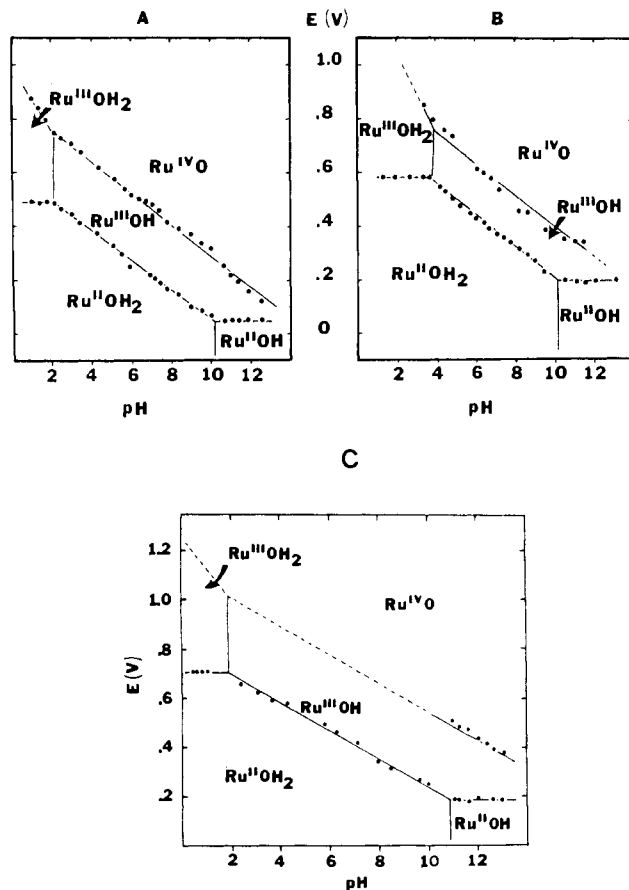 A
E (V)
B
Ru^III OH₂
Ru^IV O
Ru^III OH
Ru^II OH₂
Ru^II OH
2 4 6 8 10 12
pH
1.0
.8
.6
.4
.2
0
Ru^III OH₂
Ru^IV O
Ru^III OH
Ru^II OH₂
Ru^II OH
2 4 6 8 10 12
pH
C
E (V)
1.2
1.0
.8
.6
.4
.2
Ru^III OH₂
Ru^IV O
Ru^III OH
Ru^II OH₂
Ru^II OH
2 4 6 8 10 12
pH